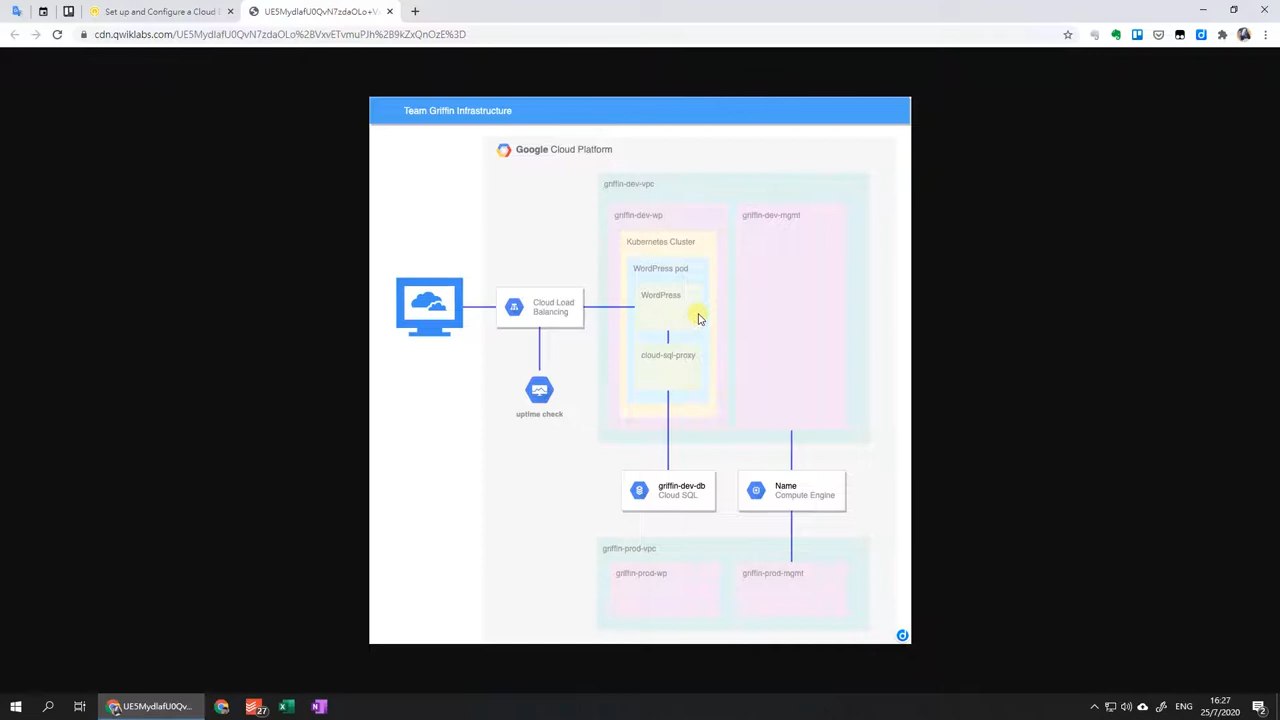 Set up and Configure a Cloud E
UE5MydlafU0QvN7zdaOLo+V
cdn.qwiklabs.com/UE5MydlafU0QvN7zdaOLo%2BVxvETvmuPJh%2B9kZxQnOzE%3D
Team Griffin Infrastructure
Google Cloud Platform
griffin-dev-vpc
griffin-dev-wp
griffin-dev-mgmt
Kubernetes Cluster
WordPress pod
WordPress
Cloud Load
Balancing
cloud-sql-proxy
uptime check
griffin-dev-db
Cloud SQL
Name
Compute Engine
griffin-prod-vpc
griffin-prod-wp
griffin-prod-mgmt
UE5MydlafU0Qv...
27
ENG
16:27
25/7/2020
2